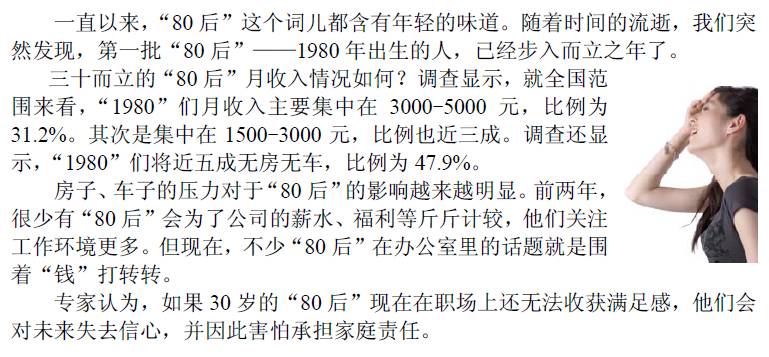 一直以来，“80 后”这个词儿都含有年轻的味道。随着时间的流逝，我们突
然发现，第一批“80 后”——1980 年出生的人，已经步入而立之年了。
三十而立的“80 后”月收入情况如何？调查显示，就全国范
围来看，“1980”们月收入主要集中在 3000-5000 元，比例为
31.2%。其次是集中在 1500-3000 元，比例也近三成。调查还显
示，“1980”们将近五成无房无车，比例为 47.9%。
房子、车子的压力对于“80 后”的影响越来越明显。前两年，
很少有“80 后”会为了公司的薪水、福利等斤斤计较，他们关注
工作环境更多。但现在，不少“80 后”在办公室里的话题就是围
着“钱”打转转。
专家认为，如果 30 岁的“80 后”现在在职场上还无法收获满足感，他们会
对未来失去信心，并因此害怕承担家庭责任。